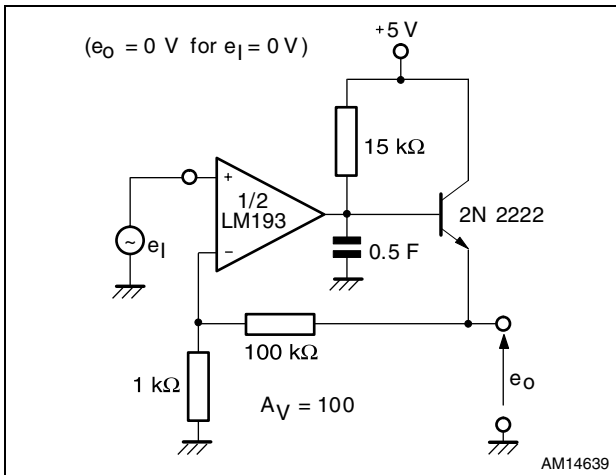 (eo = 0 V for eI = 0 V)
+5 V
15 kΩ
+
1/2
LM193
−
2N 2222
~
eI
0.5 F
100 kΩ
1 kΩ
AV = 100
eo
AM14639